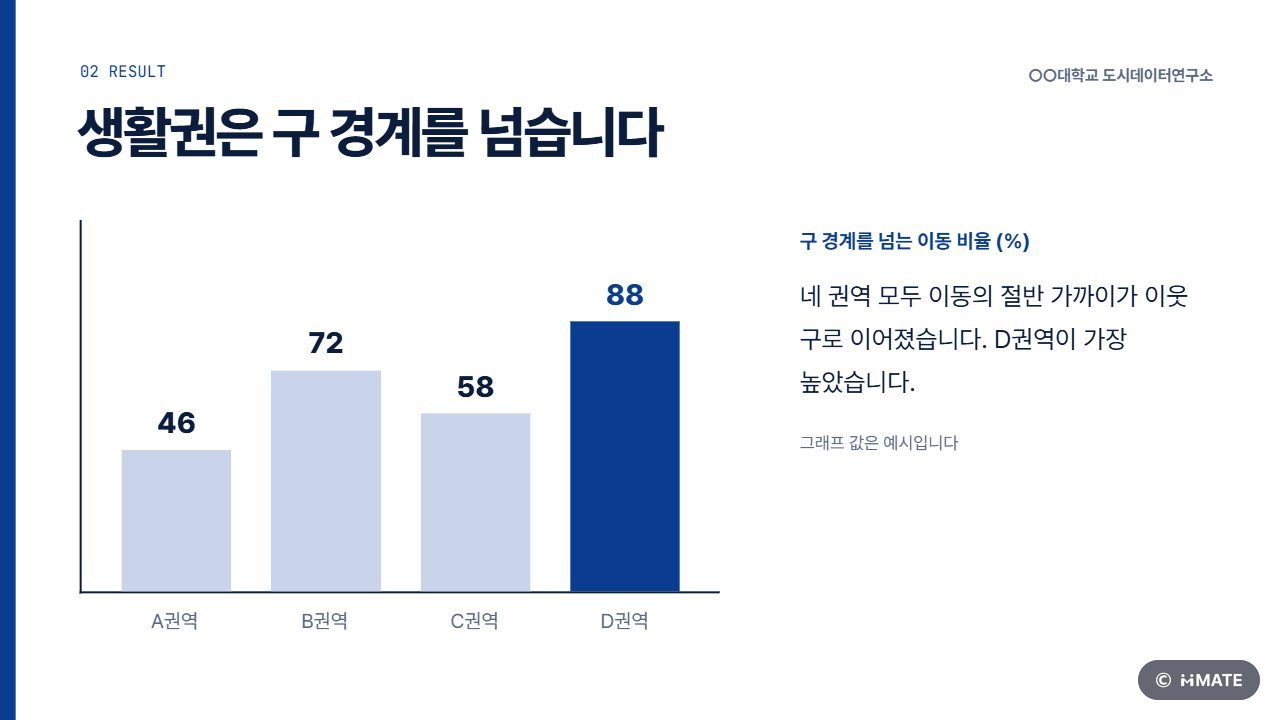 02 RESULT
○○대학교 도시데이터연구소
생활권은 구 경계를 넘습니다
구 경계를 넘는 이동 비율 (%)
네 권역 모두 이동의 절반 가까이가 이웃
구로 이어졌습니다. D권역이 가장
높았습니다.
그래프 값은 예시입니다
46
72
58
88
A권역
B권역
C권역
D권역
© MATE